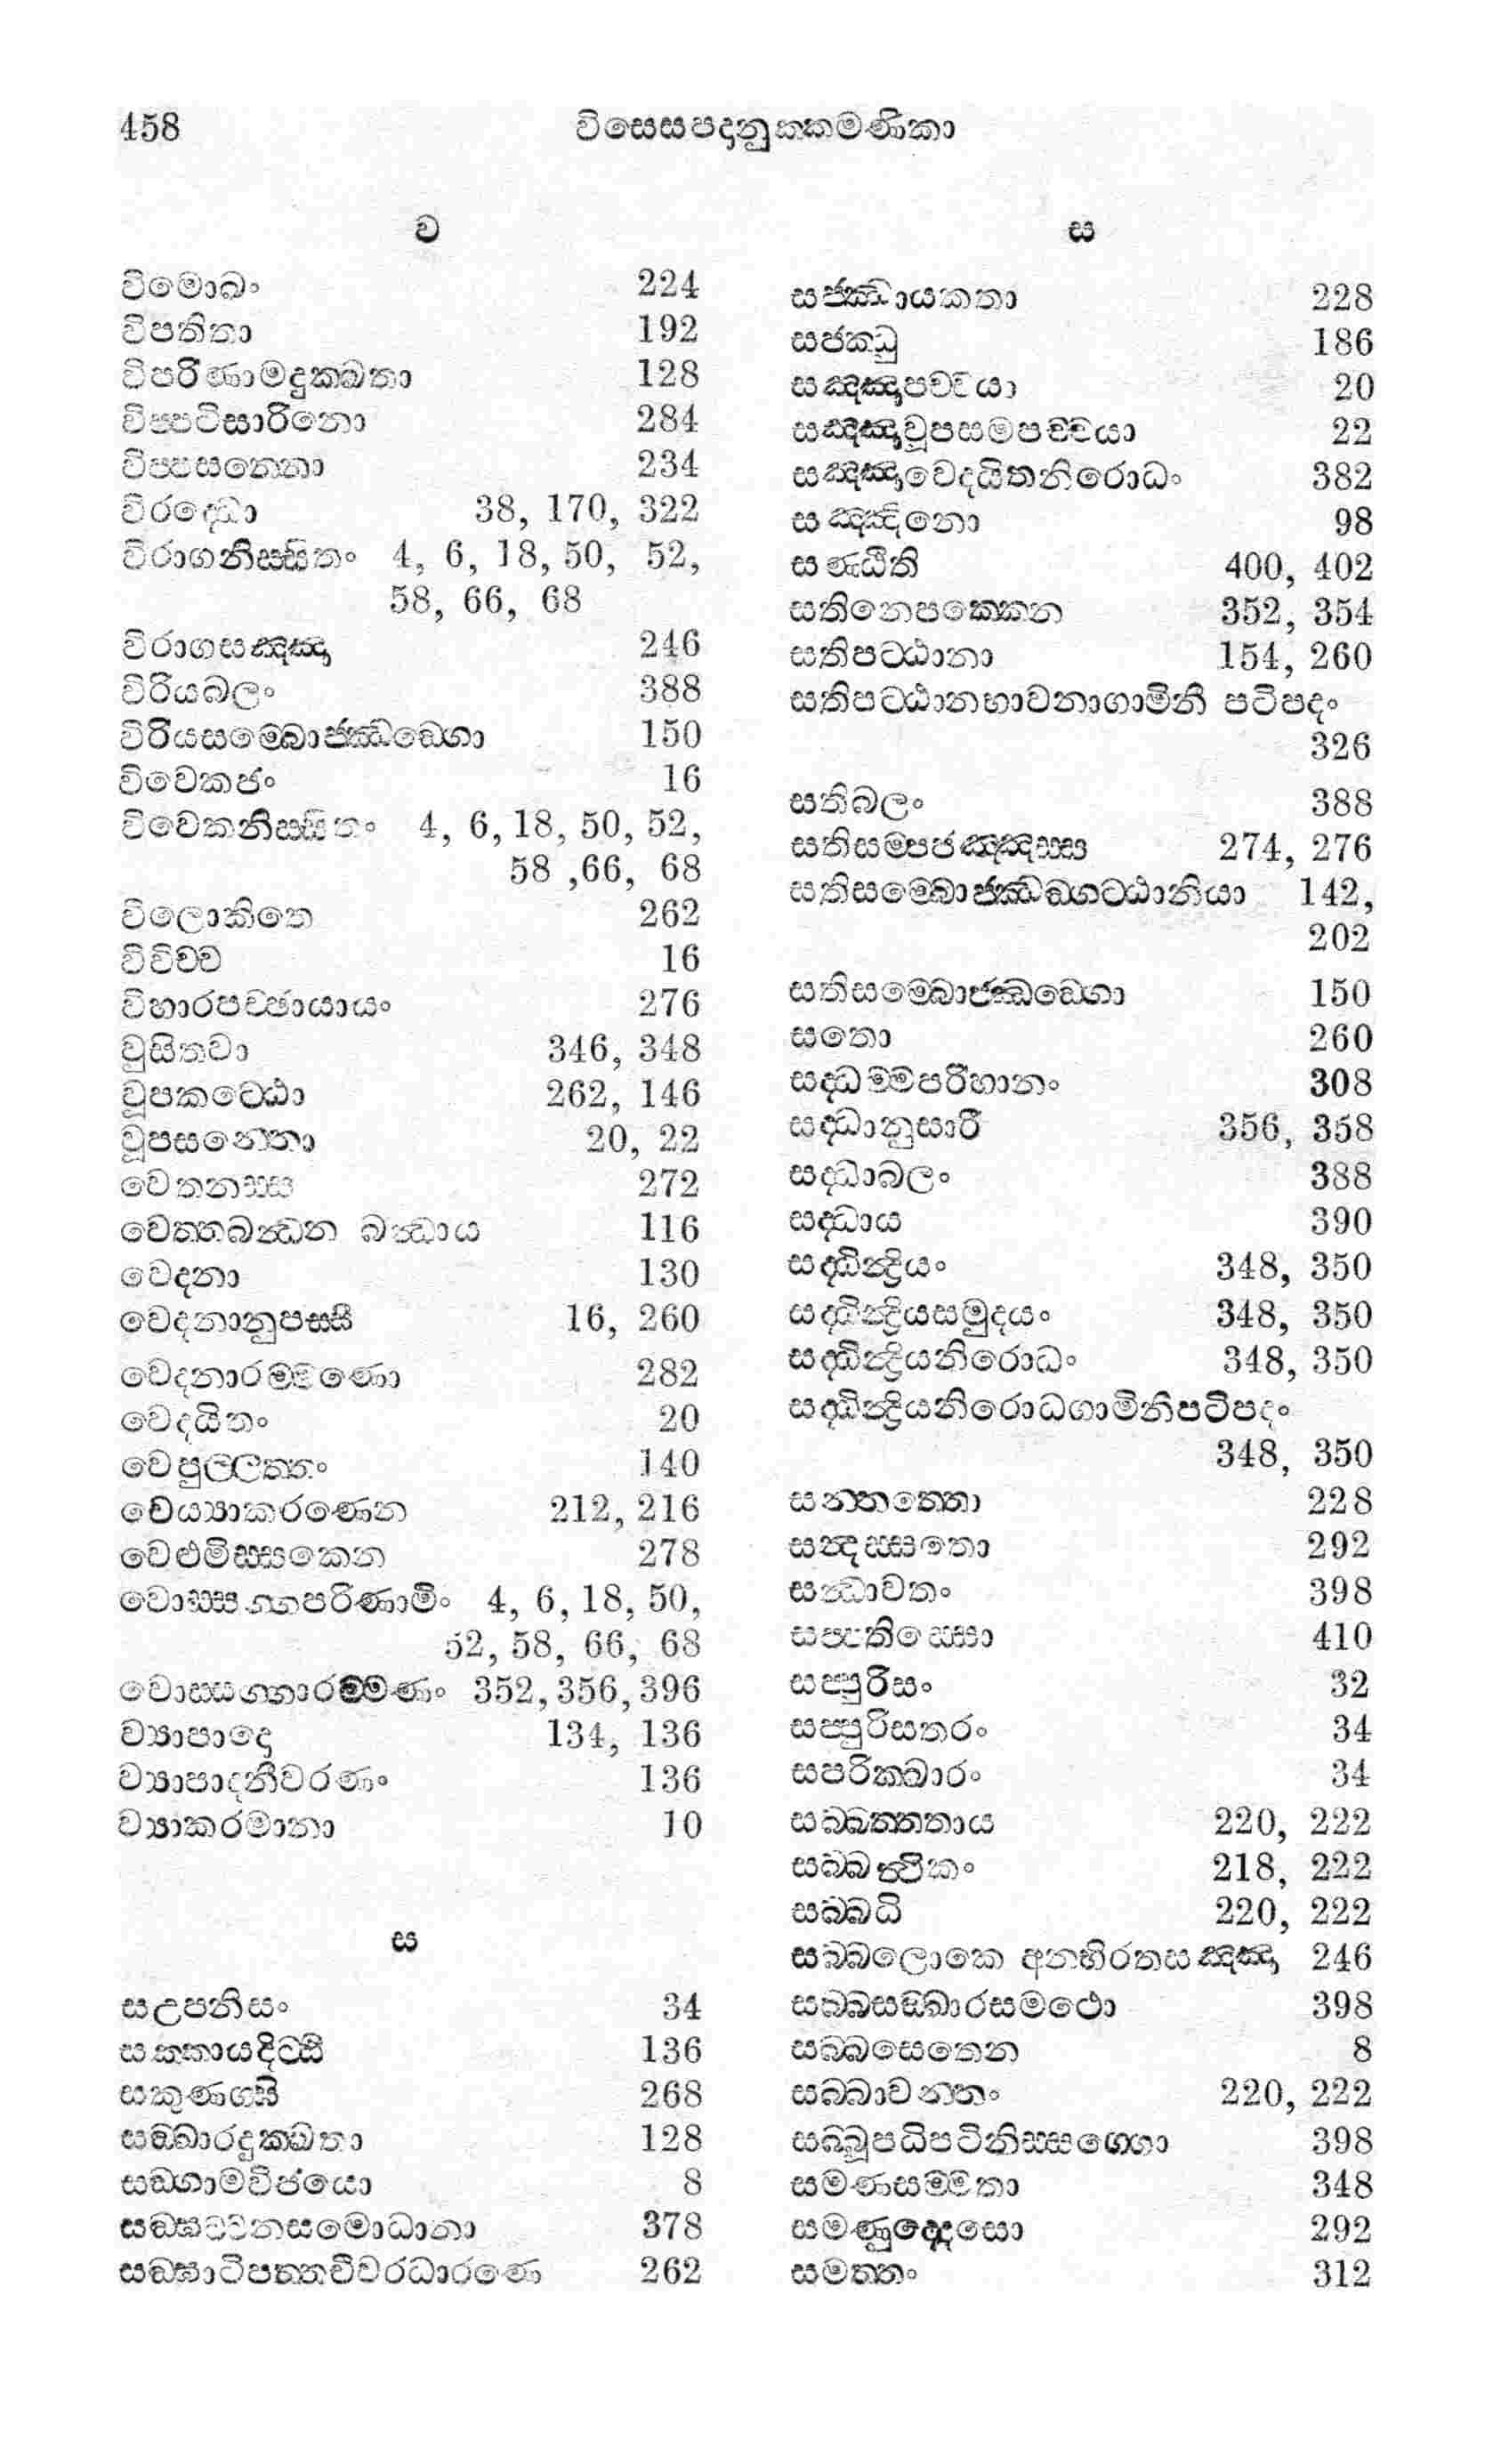 458
විසෙසපදානුක්කමණිකා
ව
විමොඛං 224
විපතිතා 192
විපරිණාමදුක්ඛතා 128
විප්පටිසාරිනො 284
විප්පසන්නො 234
විරද්ධො 38, 170, 322
විරාගනිස්සිතං 4, 6, 18, 50, 52,
58, 66, 68
විරාගසඤ්ඤා 246
විරියබලං 388
විරියසම්බොජ්ඣඞ්ගො 150
විවෙකජං 16
විවෙකනිස්සිතං 4, 6, 18, 50, 52,
58 ,66, 68
විලොකිතෙ 262
විවිච්ච 16
විහාරපච්ඡායායං 276
වුසිතවා 346, 348
වූපකට්ඨො 262, 146
වූපසන්තො 20, 22
වෙතනස්ස 272
වෙත්තබන්ධන බන්ධාය 116
වෙදනා 130
වෙදනානුපස්සී 16, 260
වෙදනාරම්මණො 282
වෙදයිතං 20
වෙපුල්ලත්තං 140
වෙය්‍යාකරණෙන 212, 216
වෙළුමිස්සකෙන 278
වොස්සග්ගපරිණාමිං 4, 6, 18, 50,
52, 58, 66, 68
වොස්සග්ගාරම්මණං 352, 356, 396
ව්‍යාපාදො 134, 136
ව්‍යාපාදනීවරණං 136
ව්‍යාකරමානා 10
ස
සඋපනිසං 34
සක්කායදිට්ඨි 136
සකුණග්ඝි 268
සඞ්ඛාරදුක්ඛතා 128
සඞ්ගාමවිජයො 8
සඞ්ඝට්ටනසමොධානා 378
සඞ්ඝාටිපත්තචීවරධාරණෙ 262
ස
සජ්ඣායකතා 228
සජකඩු 186
සඤ්ඤාපච්චයා 20
සඤ්ඤාවූපසමපච්චයා 22
සඤ්ඤාවෙදයිතනිරොධං 382
සඤ්ඤිනො 98
සණ්ඨිති 400, 402
සතිනෙපක්කෙන 352, 354
සතිපට්ඨානා 154, 260
සතිපට්ඨානභාවනාගාමිනී පටිපදං
326
සතිබලං 388
සතිසම්පජඤ්ඤස්ස 274, 276
සතිසම්බොජ්ඣඞ්ගට්ඨානියා 142,
202
සතිසම්බොජ්ඣඞ්ගො 150
සතො 260
සද්ධම්මපරිහානං 308
සද්ධානුසාරී 356, 358
සද්ධාබලං 388
සද්ධාය 390
සද්ධින්ද්‍රියං 348, 350
සද්ධින්ද්‍රියසමුදයං 348, 350
සද්ධින්ද්‍රියනිරොධං 348, 350
සද්ධින්ද්‍රියනිරොධගාමිනීපටිපදං
348, 350
සන්තත්තො 228
සන්දස්සතො 292
සන්ධාවතං 398
සප්පතිස්සො 410
සප්පුරිසං 32
සප්පුරිසතරං 34
සපරික්ඛාරං 34
සබ්බත්තතාය 220, 222
සබ්බත්ථිකං 218, 222
සබ්බධි 220, 222
සබ්බලොකෙ අනභිරතසඤ්ඤා 246
සබ්බසඞ්ඛාරසමථො 398
සබ්බසෙතෙන 8
සබ්බාවන්තං 220, 222
සබ්බූපධිපටිනිස්සග්ගො 398
සමණසම්මතා 348
සමණුද්දෙසො 292
සමත්තං 312